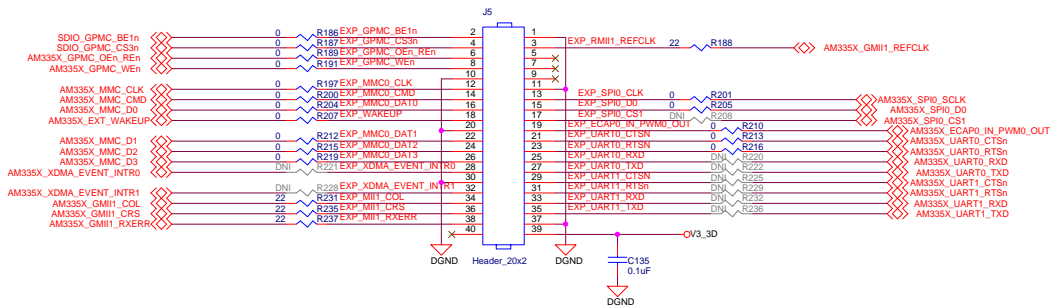 J5
SDIO_GPMC_BE1n 0 R186 EXP_GPMC_BE1n 2 1
SDIO_GPMC_CS3n 0 R187 EXP_GPMC_CS3n 4 3 EXP_RMII1_REFCLK 22 R188 AM335X_GMII1_REFCLK
AM335X_GPMC_OEn_REn 0 R189 EXP_GPMC_OEn_REn 6 5
AM335X_GPMC_WEn 0 R191 EXP_GPMC_WEn 8 7
10 9
AM335X_MMC_CLK 0 R197 EXP_MMC0_CLK 12 11
AM335X_MMC_CMD 0 R200 EXP_MMC0_CMD 14 13 EXP_SPI0_CLK 0 R201 AM335X_SPI0_SCLK
AM335X_MMC_D0 0 R204 EXP_MMC0_DAT0 16 15 EXP_SPI0_D0 0 R205 AM335X_SPI0_D0
AM335X_EXT_WAKEUP 0 R207 EXP_WAKEUP 18 17 EXP_SPI0_CS1 DNI R208 AM335X_SPI0_CS1
20 19 EXP_ECAP0_IN_PWM0_OUT 0 R210 AM335X_ECAP0_IN_PWM0_OUT
AM335X_MMC_D1 0 R212 EXP_MMC0_DAT1 22 21 EXP_UART0_CTSN 0 R213 AM335X_UART0_CTSn
AM335X_MMC_D2 0 R215 EXP_MMC0_DAT2 24 23 EXP_UART0_RTSN 0 R216 AM335X_UART0_RTSn
AM335X_MMC_D3 0 R219 EXP_MMC0_DAT3 26 25 EXP_UART0_RXD DNI R220 AM335X_UART0_RXD
AM335X_XDMA_EVENT_INTR0 DNI R221 EXP_XDMA_EVENT_INTR0 28 27 EXP_UART0_TXD DNI R222 AM335X_UART0_TXD
30 29 EXP_UART1_CTSN DNI R225 AM335X_UART1_CTSn
AM335X_XDMA_EVENT_INTR1 DNI R228 EXP_XDMA_EVENT_INTR1 32 31 EXP_UART1_RTSn DNI R229 AM335X_UART1_RTSn
AM335X_GMII1_COL 22 R231 EXP_MII1_COL 34 33 EXP_UART1_RXD DNI R232 AM335X_UART1_RXD
AM335X_GMII1_CRS 22 R235 EXP_MII1_CRS 36 35 EXP_UART1_TXD DNI R236 AM335X_UART1_TXD
AM335X_GMII1_RXERR 22 R237 EXP_MII1_RXERR 38 37
40 39 V3_3D
DGND Header_20x2 DGND
C135
0.1uF
DGND